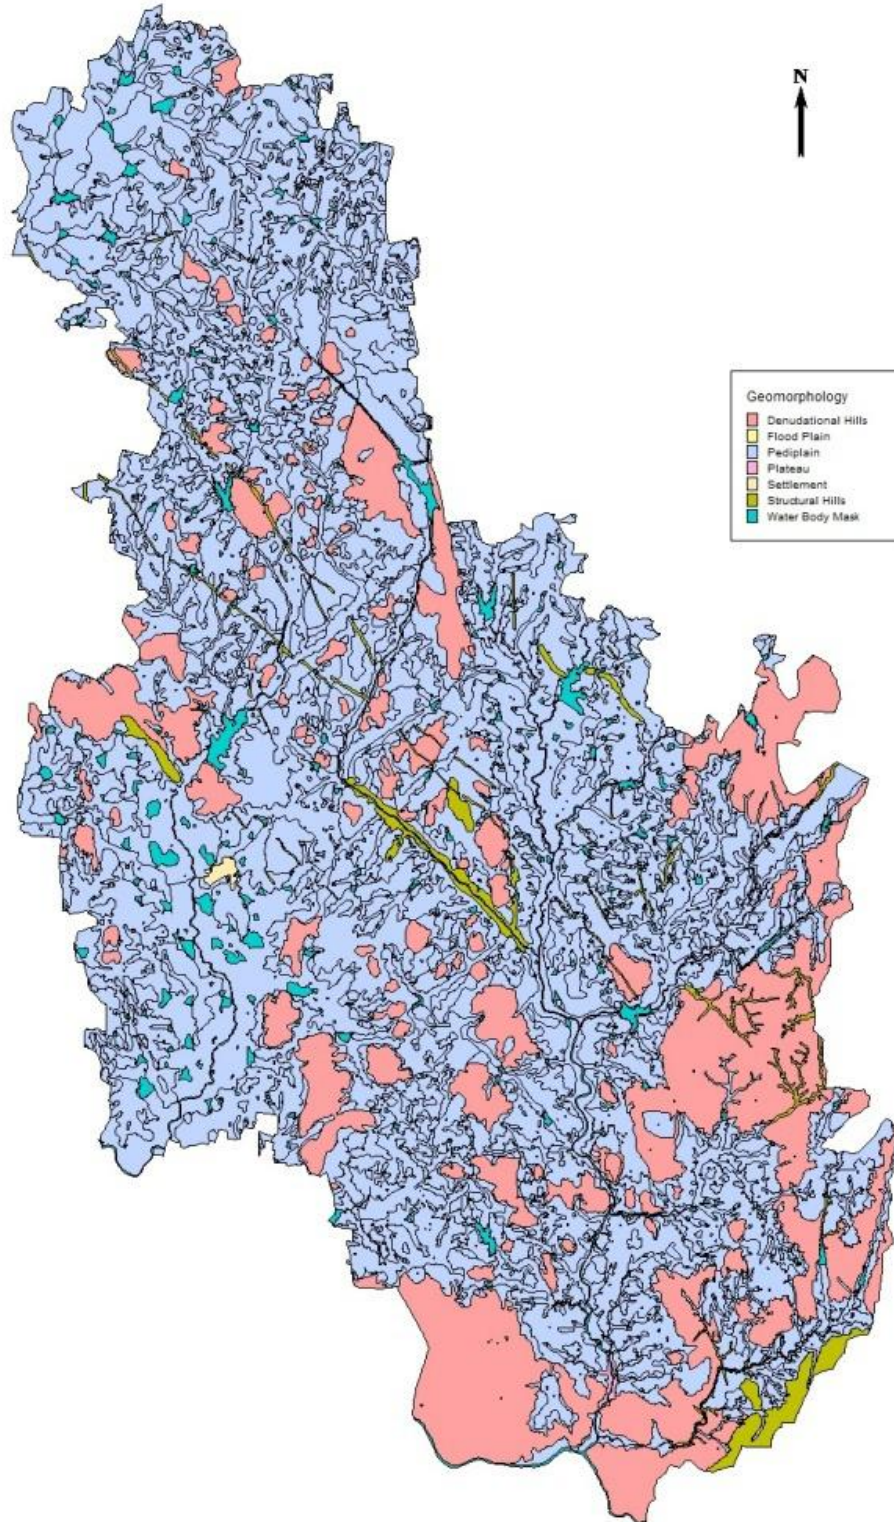 N
Geomorphology
Denudational Hills
Flood Plain
Pediplain
Plateau
Settlement
Structural Hills
Water Body Mask